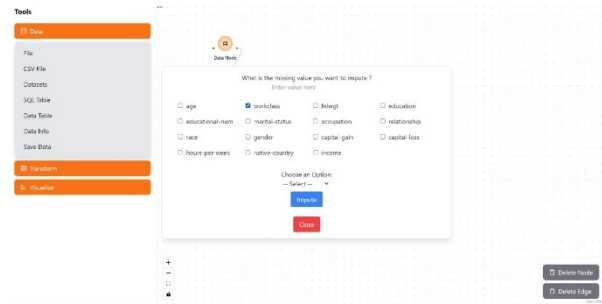 Tools
Data
File
CSV File
Datasets
SQL Table
Data Table
Data Info
Save Data
Transform
Visualize
Data Node
What is the missing value you want to impute ?
Enter value here
age
workclass
fnlwgt
education
educational-num
marital-status
occupation
relationship
race
gender
capital-gain
capital-loss
hours-per-week
native-country
income
Choose an Option:
-- Select --
Impute
Close
Delete Node
Delete Edge